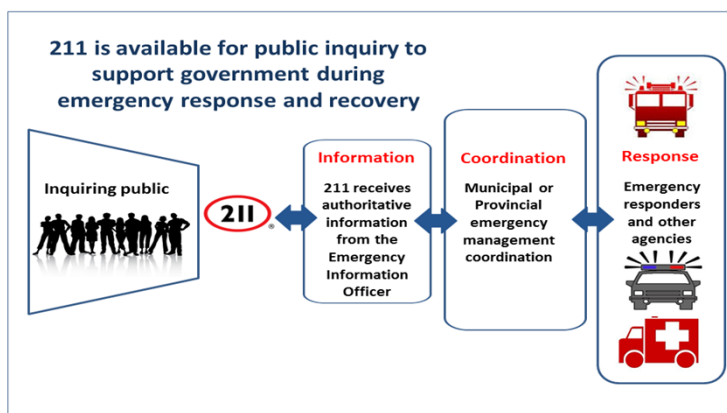 211 is available for public inquiry to
support government during
emergency response and recovery
Inquiring public
211
®
Information
211 receives
authoritative
information
from the
Emergency
Information
Officer
Coordination
Municipal or
Provincial
emergency
management
coordination
Response
Emergency
responders
and other
agencies